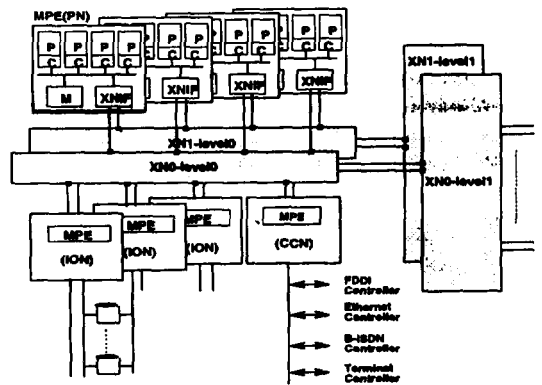 MPE(PN)
P P P P P P P P P P
C C C C
M XNIF XNIF XNIF XNIF
XN1-level1
XN1-level0
XN0-level0
XN0-level1
MPE MPE MPE MPE
(ION) (ION) (ION) (CCN)
FDDI
Controller
Ethernet
Controller
B-ISDN
Controller
Terminal
Controller